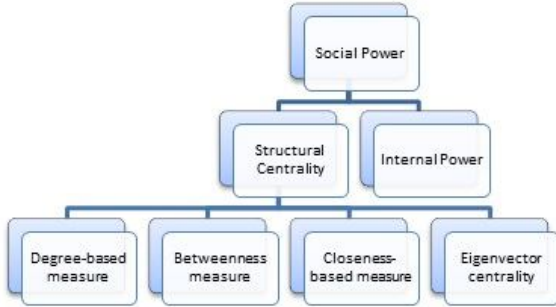 Social Power
Structural
Centrality
Internal Power
Degree-based
measure
Betweenness
measure
Closeness-
based measure
Eigenvector
centrality